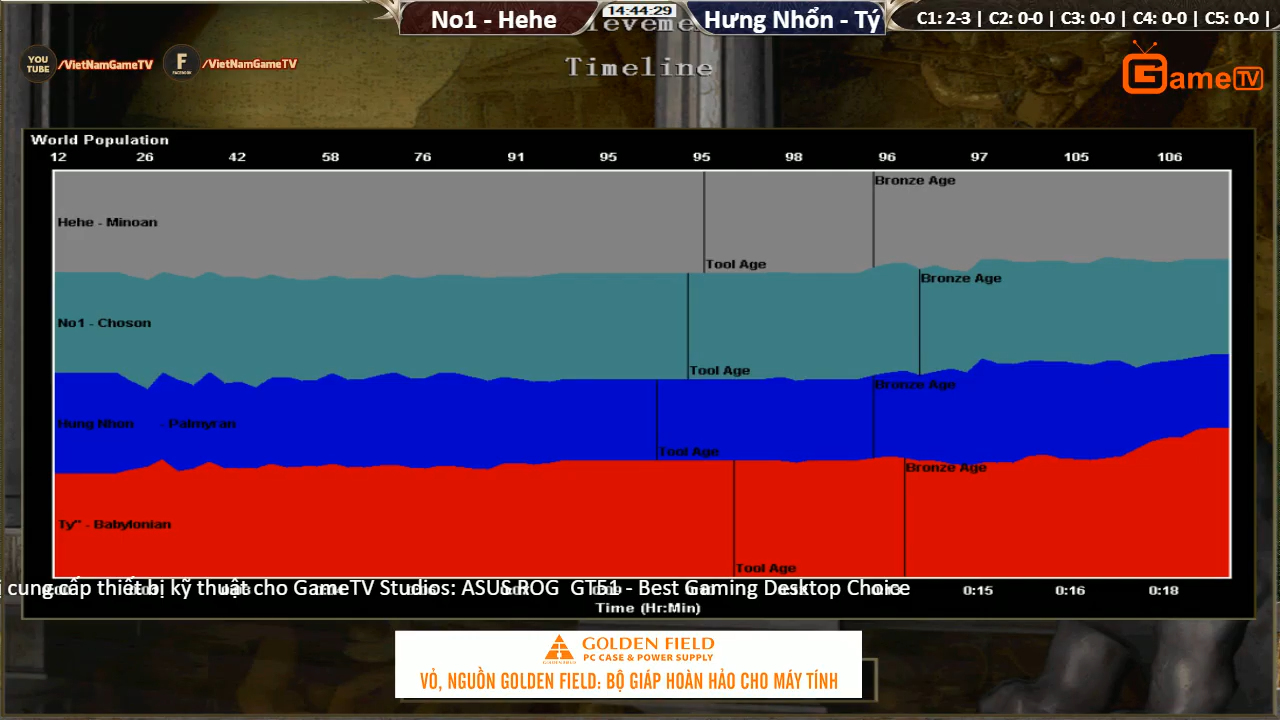 No1 - Hehe
14:44:29
Hưng Nhổn - Tý
C1: 2-3 | C2: 0-0 | C3: 0-0 | C4: 0-0 | C5: 0-0 |
YOU TUBE /VietNamGameTV
F FACEBOOK /VietNamGameTV
Timeline
GameTV
World Population
12 26 42 58 76 91 95 95 98 96 97 105 106
Bronze Age
Hehe - Minoan
Tool Age
Bronze Age
No1 - Choson
Tool Age
Bronze Age
Hung Nhon - Palmyran
Tool Age
Bronze Age
Ty" - Babylonian
Tool Age
cung cấp thiết bị kỹ thuật cho GameTV Studios: ASUS ROG GT51 - Best Gaming Desktop Choice
0:15 0:16 0:18
Time (Hr:Min)
GOLDEN FIELD
PC CASE & POWER SUPPLY
VỎ, NGUỒN GOLDEN FIELD: BỘ GIÁP HOÀN HẢO CHO MÁY TÍNH